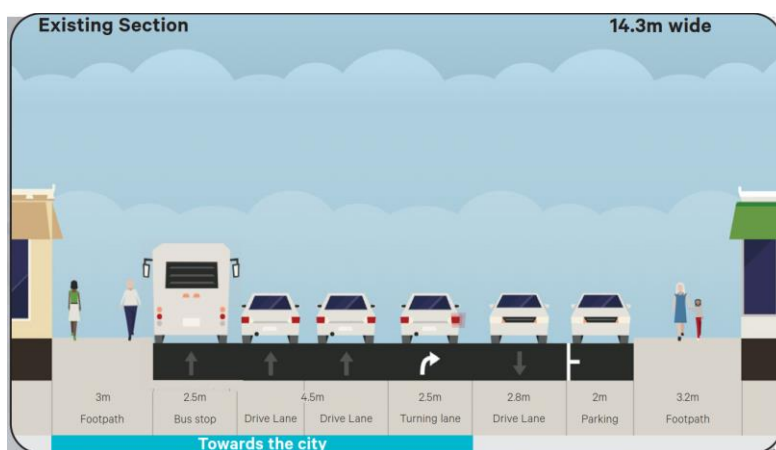 Existing Section
14.3m wide
3m
2.5m
4.5m
2.5m
2.8m
2m
3.2m
Footpath
Bus stop
Drive Lane
Drive Lane
Turning lane
Drive Lane
Parking
Footpath
Towards the city